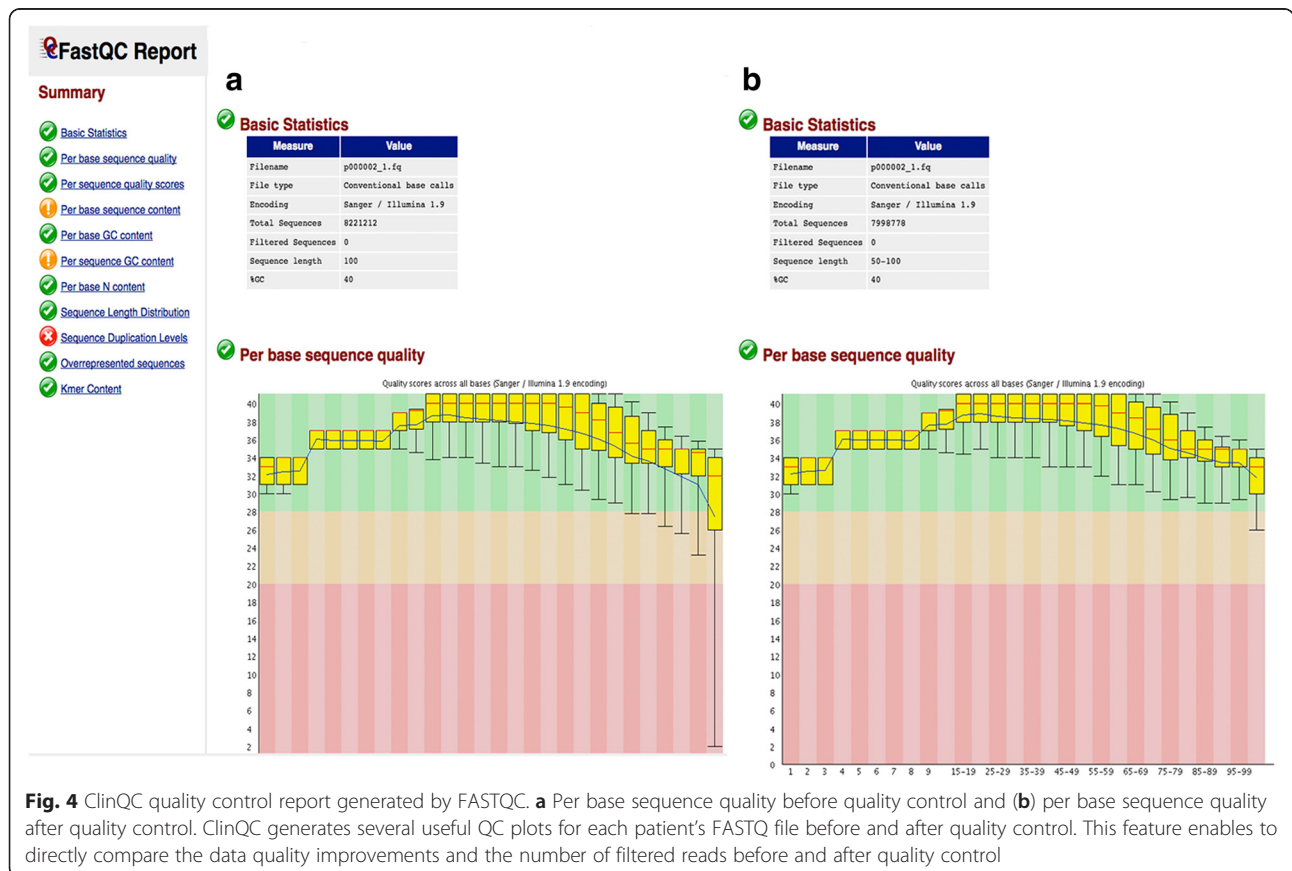 FastQC Report
Summary
Basic Statistics
Per base sequence quality
Per sequence quality scores
Per base sequence content
Per base GC content
Per sequence GC content
Per base N content
Sequence Length Distribution
Sequence Duplication Levels
Overrepresented sequences
Kmer Content
a
Basic Statistics
Measure Value
Filename p000002_1.fq
File type Conventional base calls
Encoding Sanger / Illumina 1.9
Total Sequences 8221212
Filtered Sequences 0
Sequence length 100
%GC 40
Per base sequence quality
Quality scores across all bases (Sanger / Illumina 1.9 encoding)
40
38
36
34
32
30
28
26
24
22
20
18
16
14
12
10
8
6
4
2
b
Basic Statistics
Measure Value
Filename p000002_1.fq
File type Conventional base calls
Encoding Sanger / Illumina 1.9
Total Sequences 7998778
Filtered Sequences 0
Sequence length 50-100
%GC 40
Per base sequence quality
Quality scores across all bases (Sanger / Illumina 1.9 encoding)
40
38
36
34
32
30
28
26
24
22
20
18
16
14
12
10
8
6
4
2
0
1 2 3 4 5 6 7 8 9 15-19 25-29 35-39 45-49 55-59 65-69 75-79 85-89 95-99
Fig. 4 ClinQC quality control report generated by FASTQC. a Per base sequence quality before quality control and (b) per base sequence quality
after quality control. ClinQC generates several useful QC plots for each patient's FASTQ file before and after quality control. This feature enables to
directly compare the data quality improvements and the number of filtered reads before and after quality control